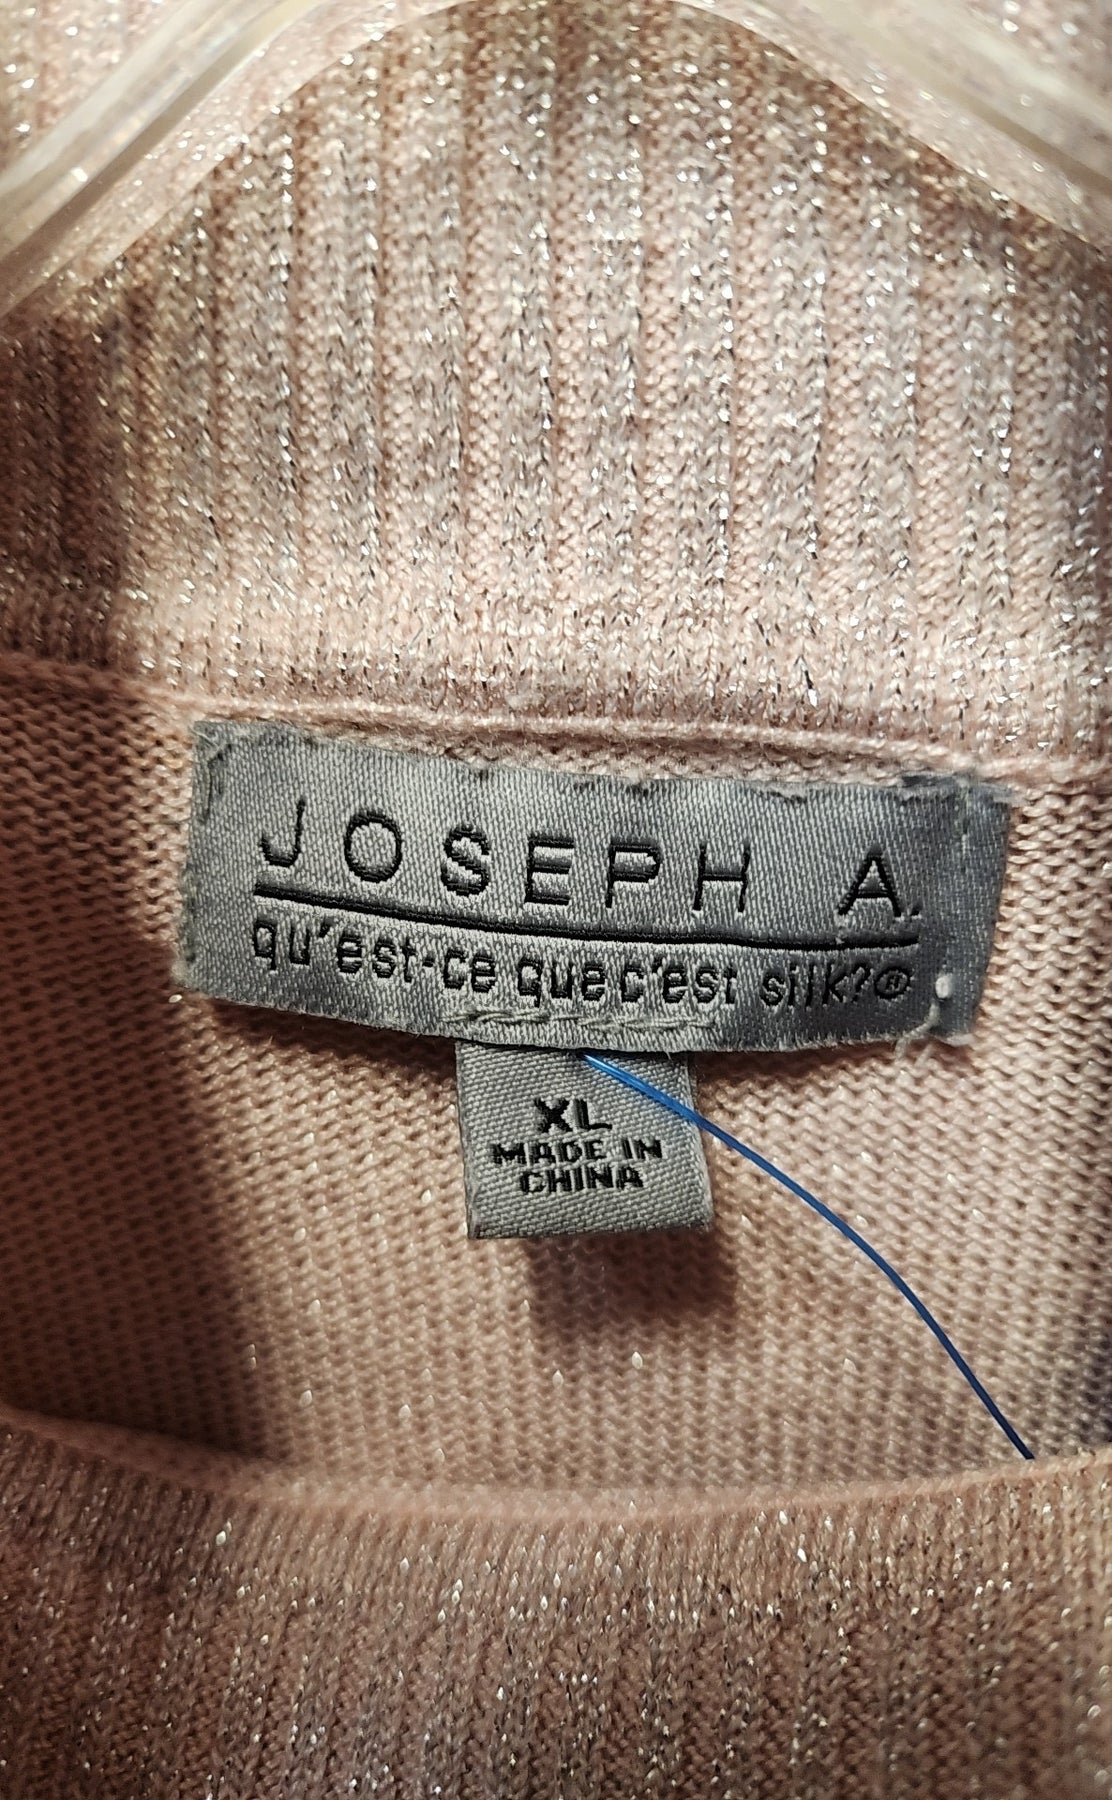 JOSEPH A.
qu'est-ce que c'est silk?®
XL
MADE IN
CHINA